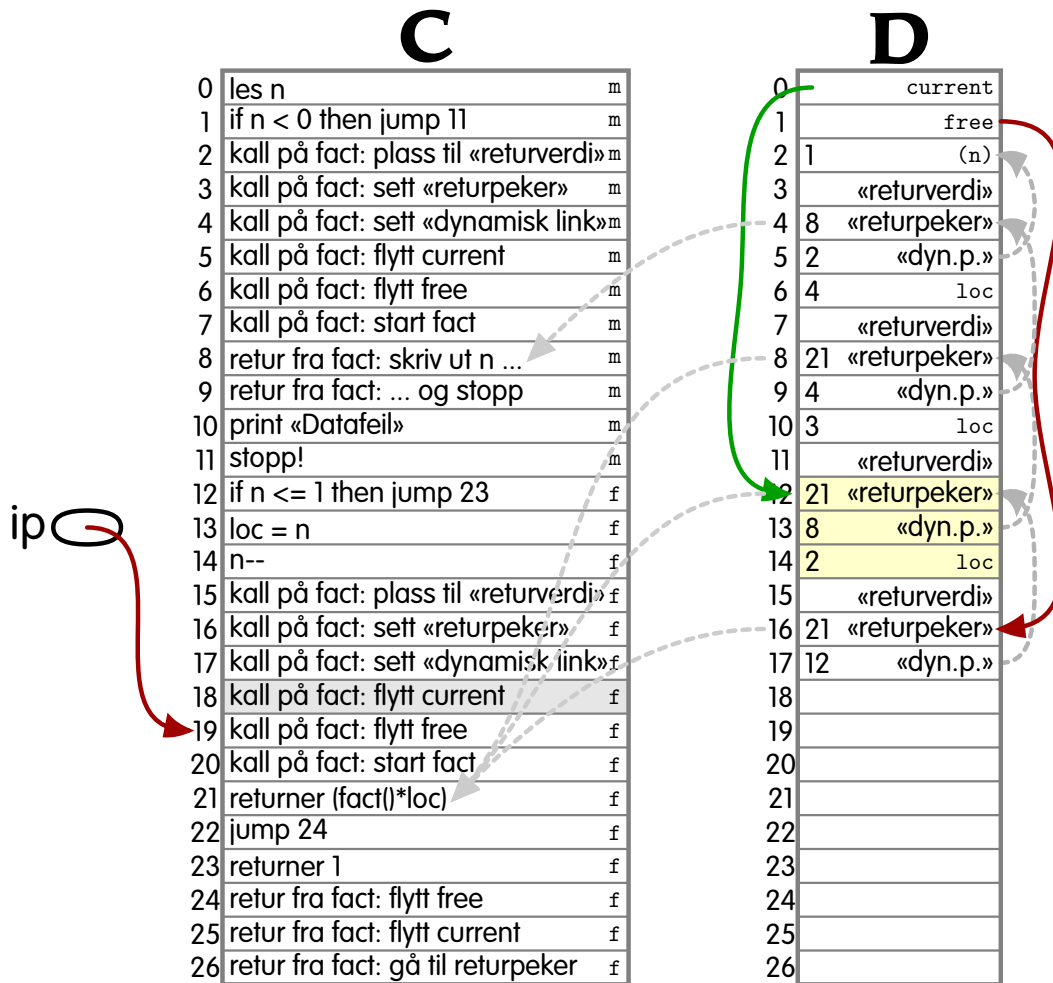 C
0 les n m
1 if n < 0 then jump 11 m
2 kall på fact: plass til «returverdi» m
3 kall på fact: sett «returpeker» m
4 kall på fact: sett «dynamisk link» m
5 kall på fact: flytt current m
6 kall på fact: flytt free m
7 kall på fact: start fact m
8 retur fra fact: skriv ut n ... m
9 retur fra fact: ... og stopp m
10 print «Datafeil» m
11 stopp! m
12 if n <= 1 then jump 23 f
13 loc = n f
14 n-- f
15 kall på fact: plass til «returverdi» f
16 kall på fact: sett «returpeker» f
17 kall på fact: sett «dynamisk link» f
18 kall på fact: flytt current f
19 kall på fact: flytt free f
20 kall på fact: start fact f
21 returner (fact()*loc) f
22 jump 24 f
23 returner 1 f
24 retur fra fact: flytt free f
25 retur fra fact: flytt current f
26 retur fra fact: gå til returpeker f
ip
D
0 current
1 free
2 1 (n)
3 «returverdi»
4 8 «returpeker»
5 2 «dyn.p.»
6 4 loc
7 «returverdi»
8 21 «returpeker»
9 4 «dyn.p.»
10 3 loc
11 «returverdi»
12 21 «returpeker»
13 8 «dyn.p.»
14 2 loc
15 «returverdi»
16 21 «returpeker»
17 12 «dyn.p.»
18
19
20
21
22
23
24
25
26